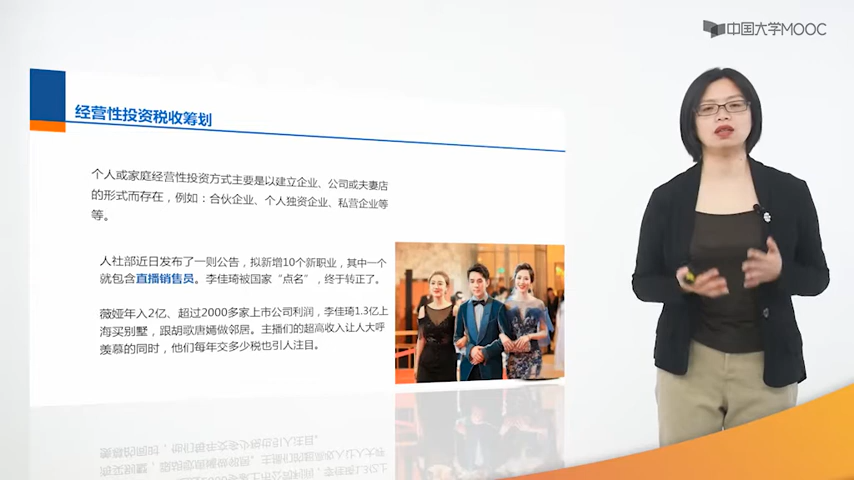 中国大学MOOC
经营性投资税收筹划
个人或家庭经营性投资方式主要是以建立企业、公司或夫妻店
的形式而存在，例如：合伙企业、个人独资企业、私营企业等
等。
人社部近日发布了一则公告，拟新增10个新职业，其中一个
就包含直播销售员。李佳琦被国家“点名”，终于转正了。
薇娅年入2亿、超过2000多家上市公司利润，李佳琦1.3亿上
海买别墅，跟胡歌唐嫣做邻居。主播们的超高收入让人大呼
羡慕的同时，他们每年交多少税也引人注目。